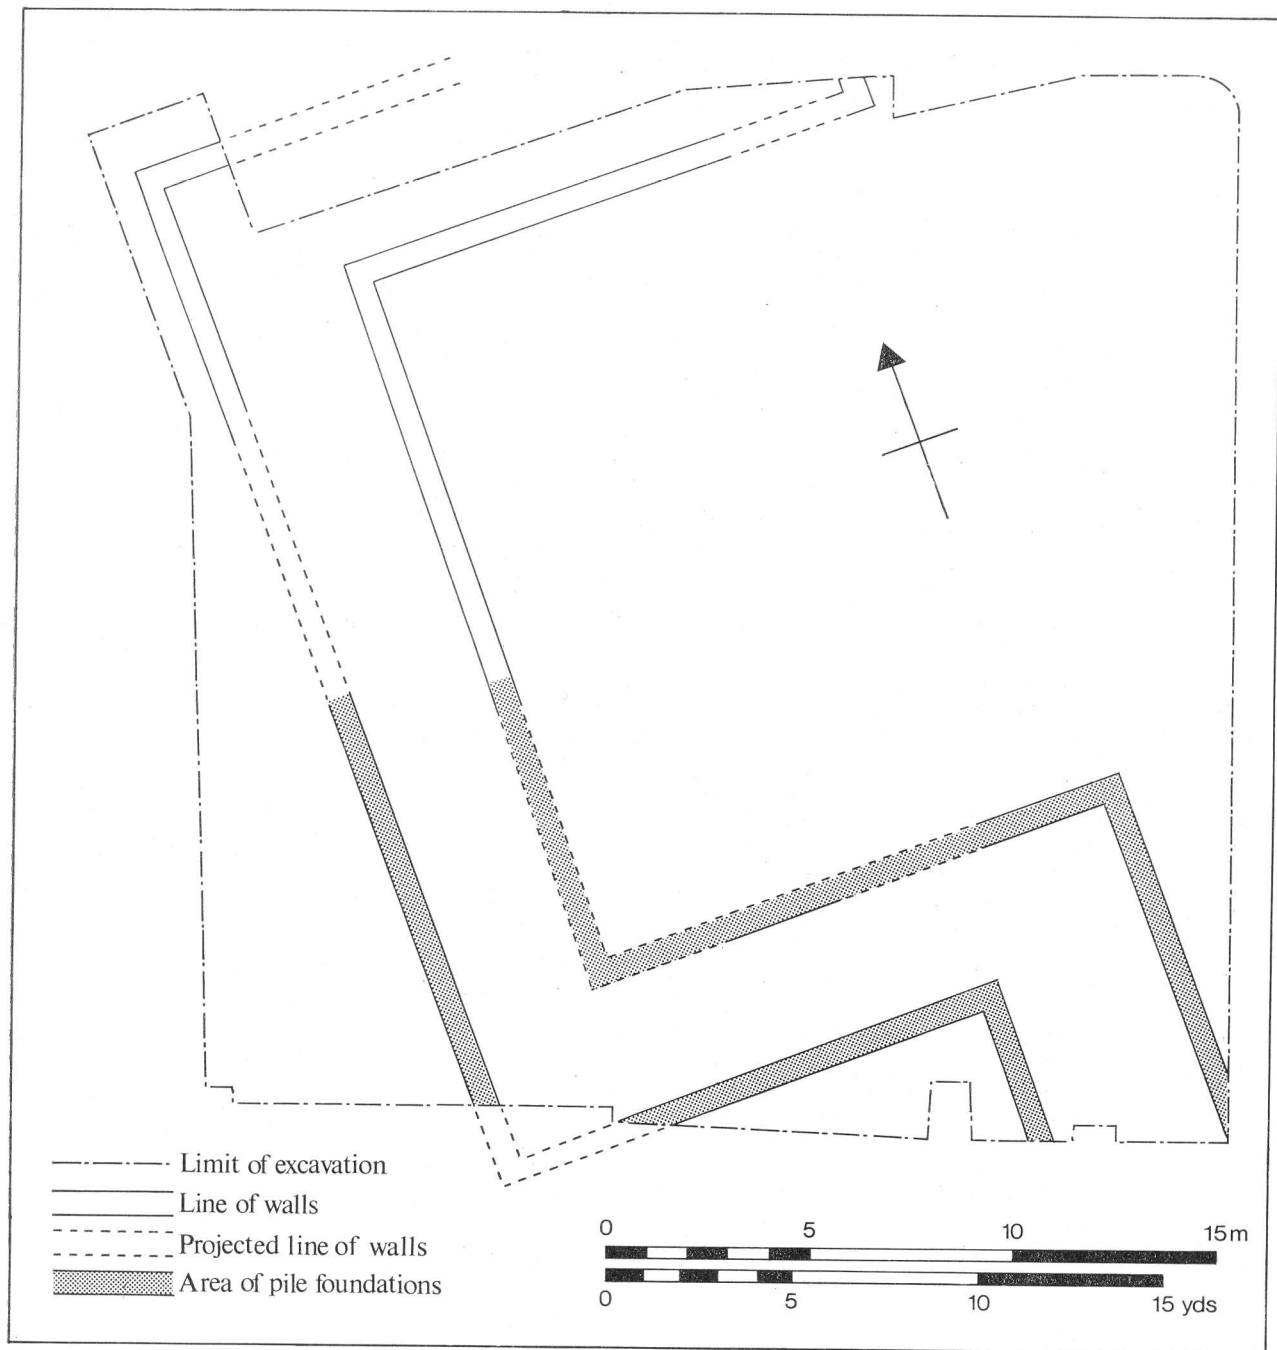 Limit of excavation
Line of walls
Projected line of walls
Area of pile foundations
0 5 10 15m
0 5 10 15 yds